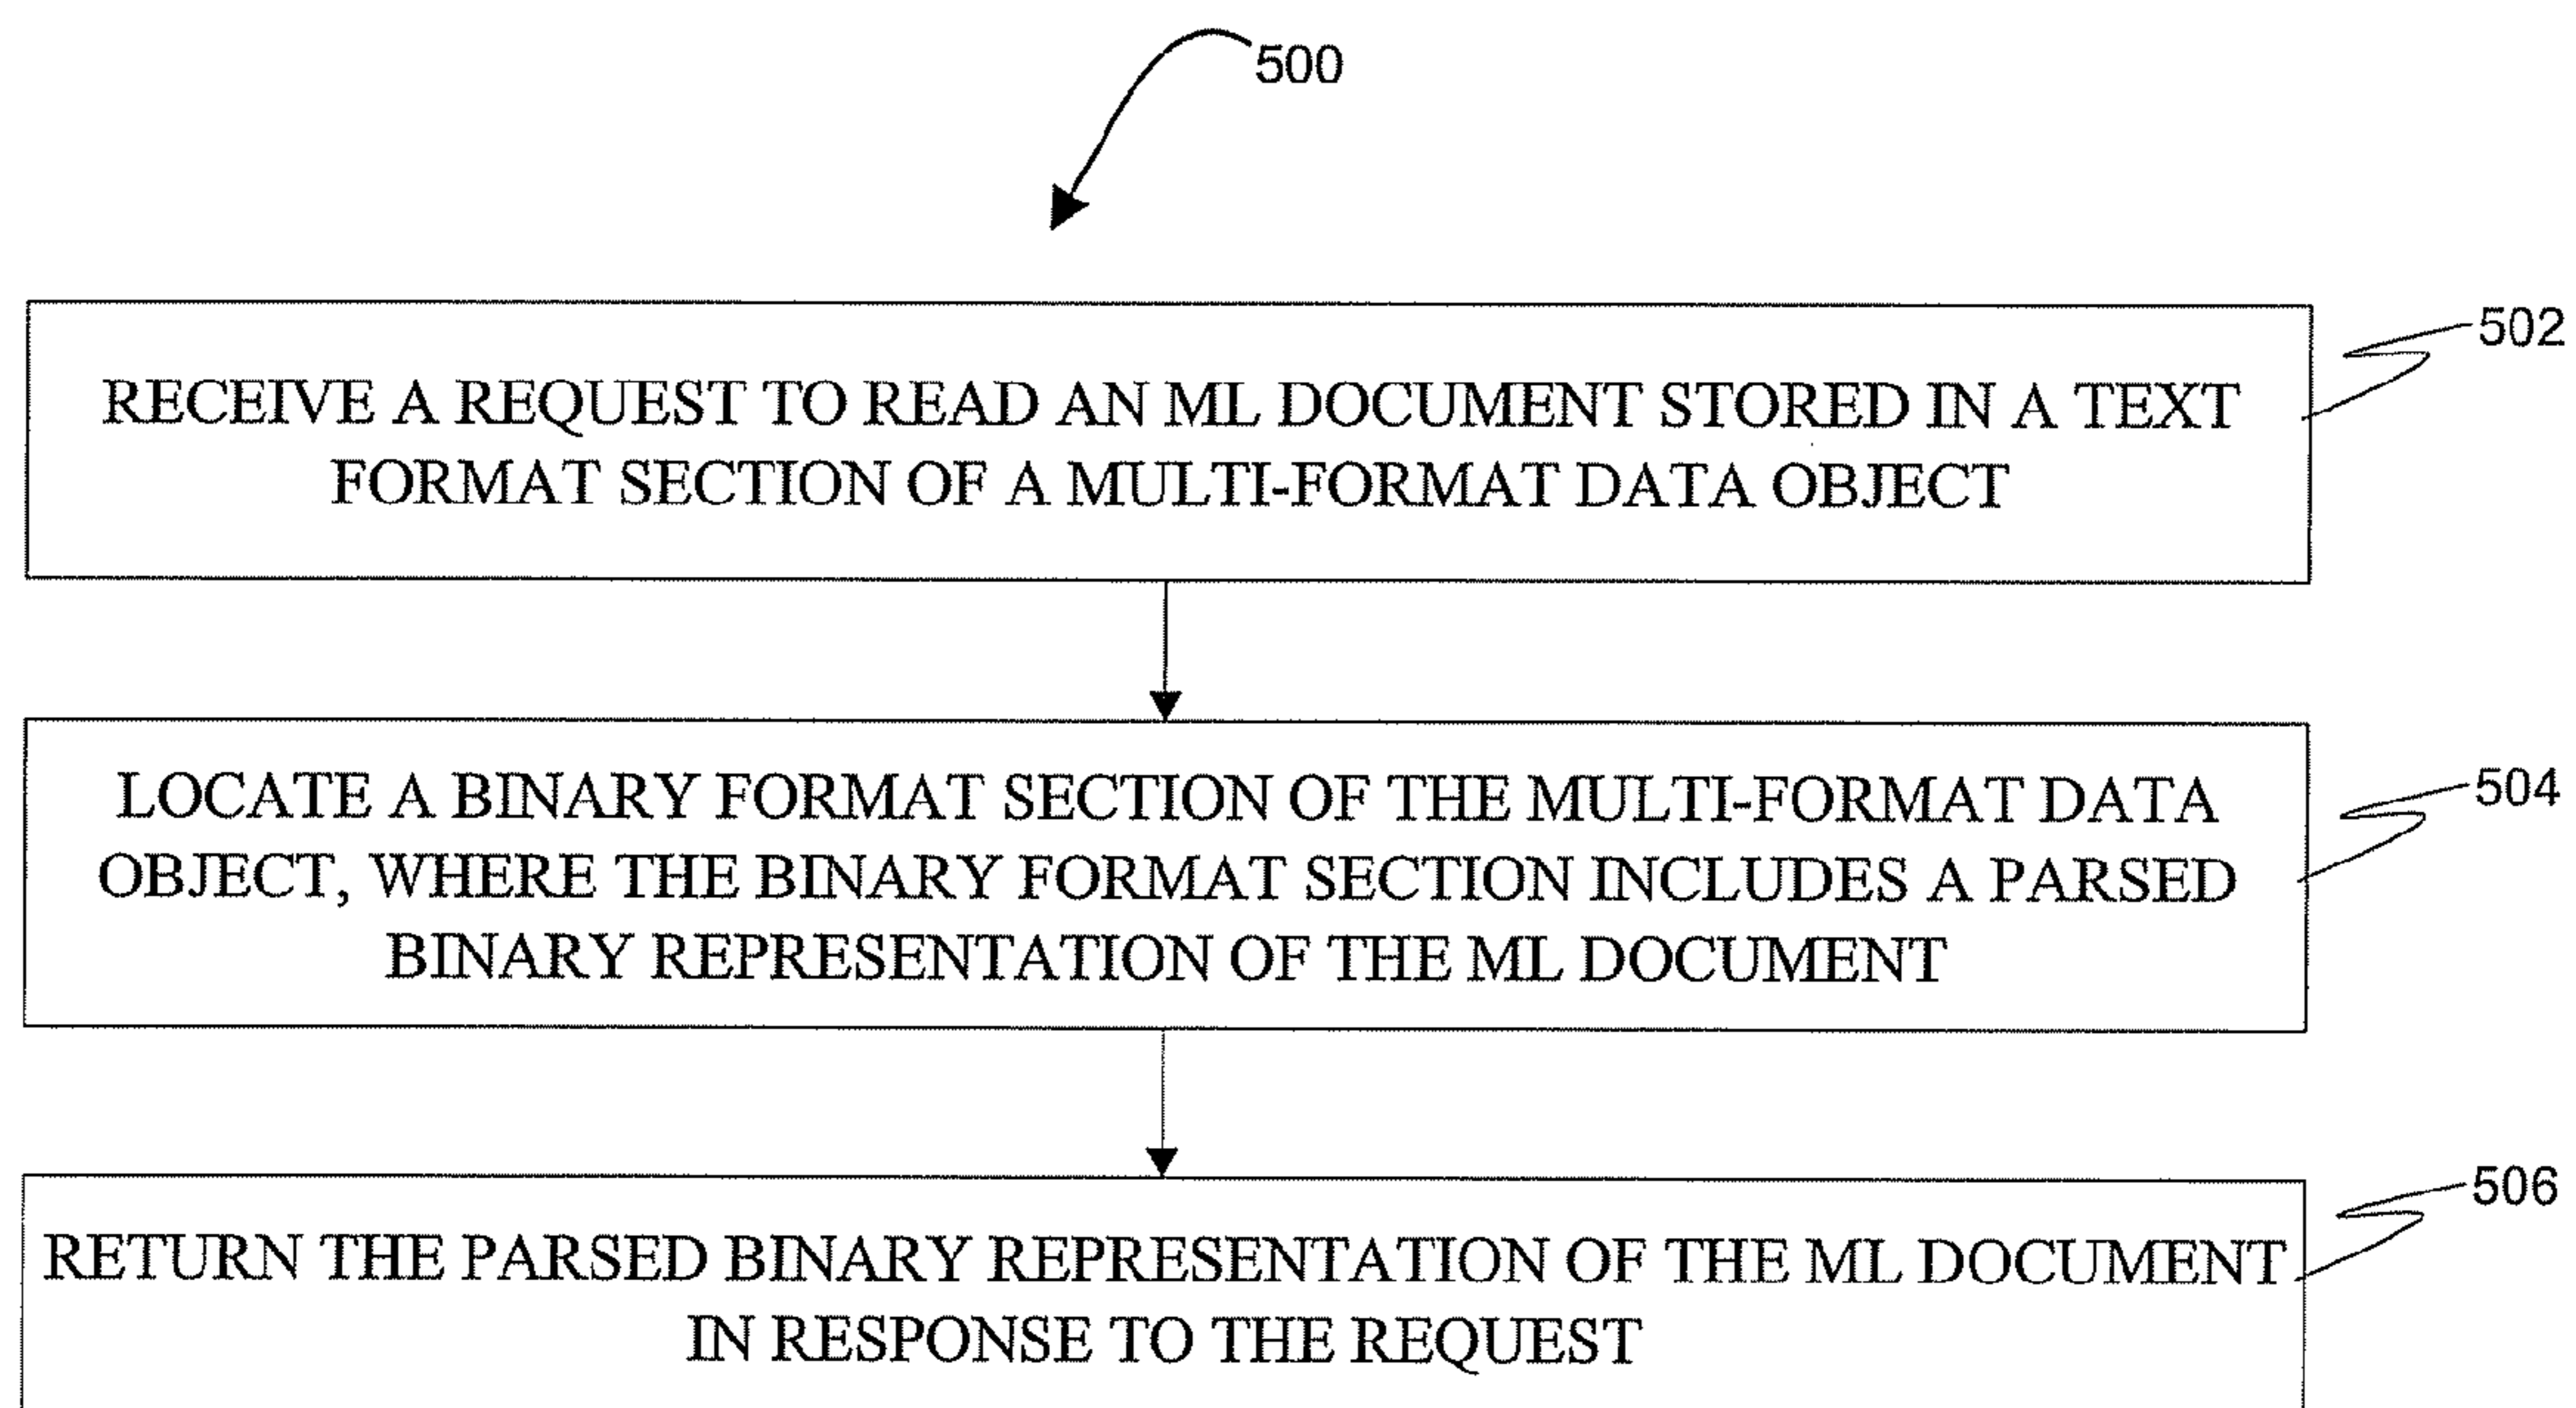 500
502
RECEIVE A REQUEST TO READ AN ML DOCUMENT STORED IN A TEXT
FORMAT SECTION OF A MULTI-FORMAT DATA OBJECT
504
LOCATE A BINARY FORMAT SECTION OF THE MULTI-FORMAT DATA
OBJECT, WHERE THE BINARY FORMAT SECTION INCLUDES A PARSED
BINARY REPRESENTATION OF THE ML DOCUMENT
506
RETURN THE PARSED BINARY REPRESENTATION OF THE ML DOCUMENT
IN RESPONSE TO THE REQUEST